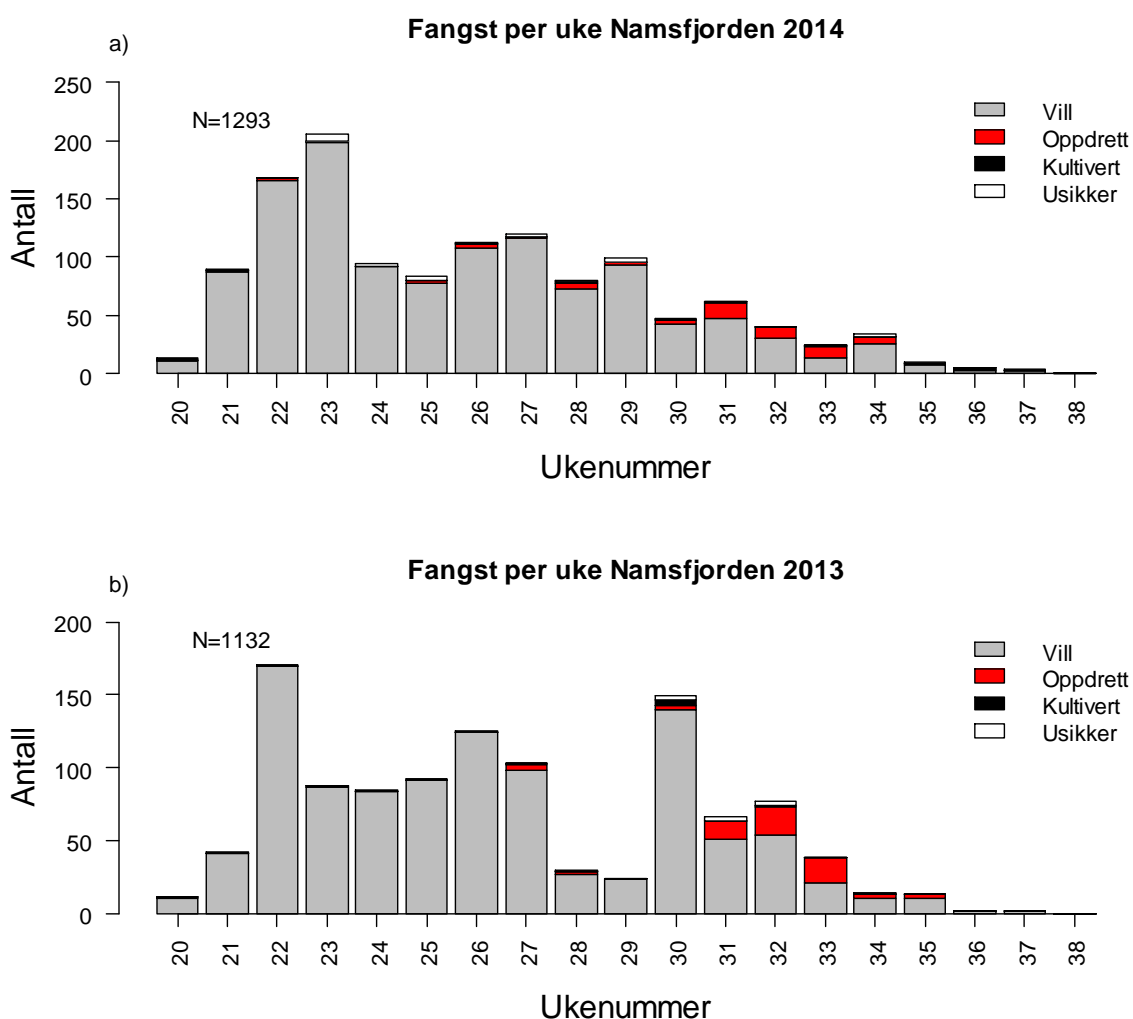 Fangst per uke Namsfjorden 2014
a)
250
200
150
100
50
0
Antall
N=1293
Vill
Oppdrett
Kultivert
Usikker
20 21 22 23 24 25 26 27 28 29 30 31 32 33 34 35 36 37 38
Ukenummer
Fangst per uke Namsfjorden 2013
b)
200
150
100
50
0
Antall
N=1132
Vill
Oppdrett
Kultivert
Usikker
20 21 22 23 24 25 26 27 28 29 30 31 32 33 34 35 36 37 38
Ukenummer